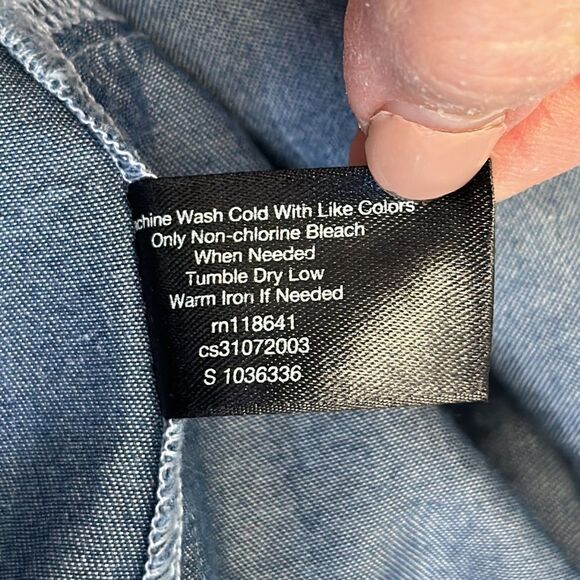 chine Wash Cold With Like Colors
Only Non-chlorine Bleach
When Needed
Tumble Dry Low
Warm Iron If Needed
rn118641
cs31072003
S 1036336